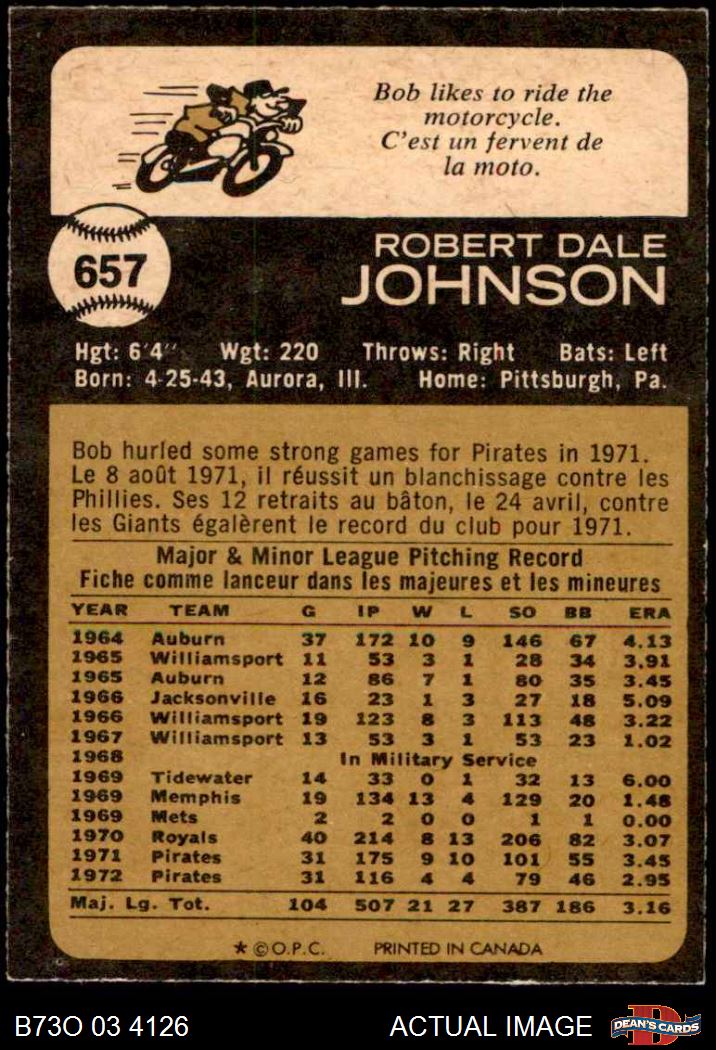 Bob likes to ride the
motorcycle.
C'est un fervent de
la moto.
657
ROBERT DALE
JOHNSON
Hgt: 6'4" Wgt: 220 Throws: Right Bats: Left
Born: 4-25-43, Aurora, Ill. Home: Pittsburgh, Pa.
Bob hurled some strong games for Pirates in 1971.
Le 8 août 1971, il réussit un blanchissage contre les
Phillies. Ses 12 retraits au bâton, le 24 avril, contre
les Giants égalèrent le record du club pour 1971.
Major & Minor League Pitching Record
Fiche comme lanceur dans les majeures et les mineures
YEAR TEAM G IP W L SO BB ERA
1964 Auburn 37 172 10 9 146 67 4.13
1965 Williamsport 11 53 3 1 28 34 3.91
1965 Auburn 12 86 7 1 80 35 3.45
1966 Jacksonville 16 23 1 3 27 18 5.09
1966 Williamsport 19 123 8 3 113 48 3.22
1967 Williamsport 13 53 3 1 53 23 1.02
1968 In Military Service
1969 Tidewater 14 33 0 1 32 13 6.00
1969 Memphis 19 134 13 4 129 20 1.48
1969 Mets 2 2 0 0 1 1 0.00
1970 Royals 40 214 8 13 206 82 3.07
1971 Pirates 31 175 9 10 101 55 3.45
1972 Pirates 31 116 4 4 79 46 2.95
Maj. Lg. Tot. 104 507 21 27 387 186 3.16
★ © O.P.C. PRINTED IN CANADA
B73O 03 4126 ACTUAL IMAGE D DEAN'S CARDS